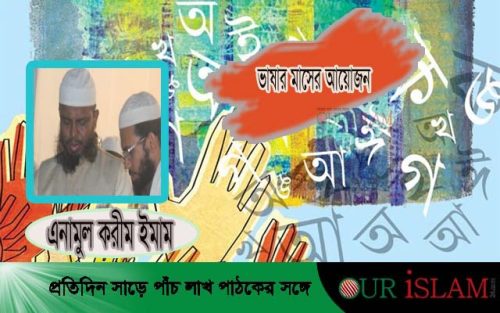 ভাষার মাসের আয়োজন
এনামুল করীম ইমাম
প্রতিদিন সাড়ে পাঁচ লাখ পাঠকের সঙ্গে
OUR iSLAM